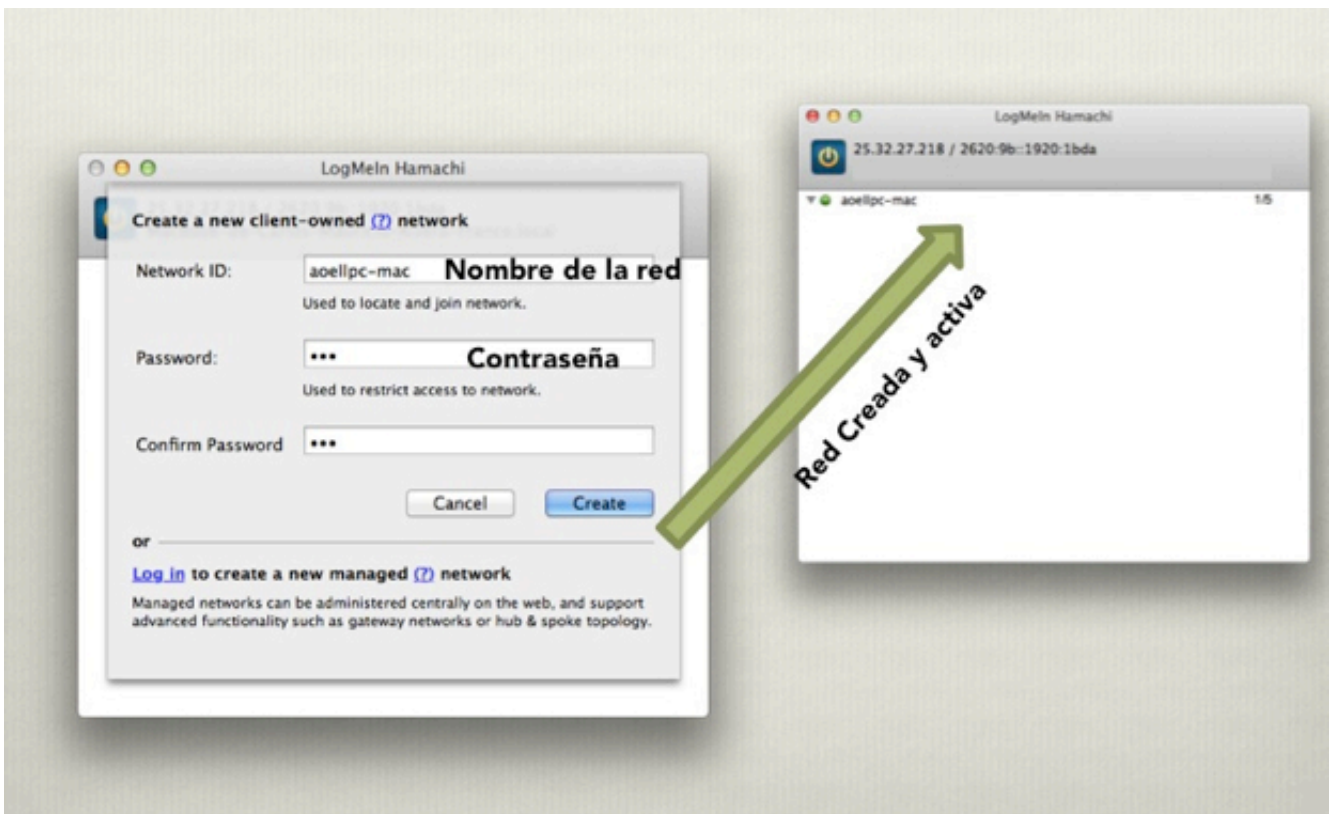 LogMeIn Hamachi
Create a new client-owned (?) network
Network ID:
aoellpc-mac
Nombre de la red
Used to locate and join network.
Password:
•••
Contraseña
Used to restrict access to network.
Confirm Password
•••
Cancel
Create
or
Log in to create a new managed (?) network
Managed networks can be administered centrally on the web, and support
advanced functionality such as gateway networks or hub & spoke topology.
Red Creada y activa
LogMeIn Hamachi
25.32.27.218 / 2620:9b::1920:1bda
aoellpc-mac
1/5